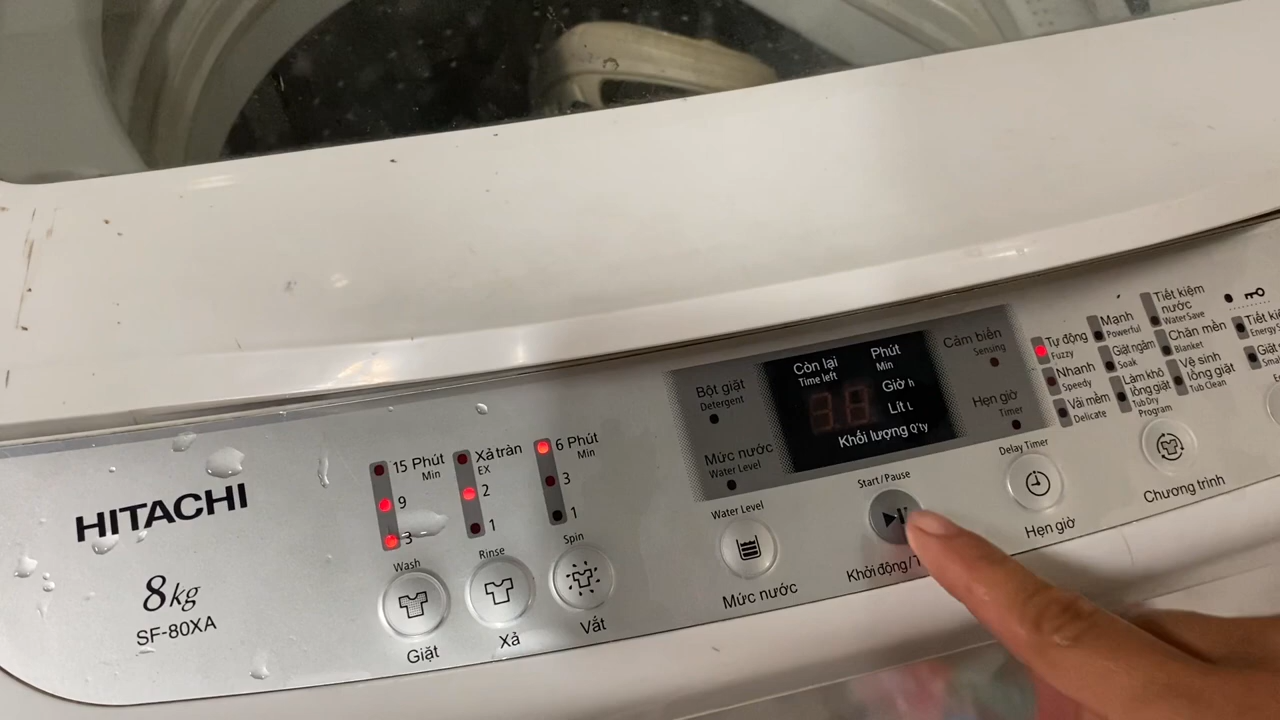 HITACHI
8kg
SF-80XA
15 Phút
Min
9
3
Wash
Giặt
Xả tràn
EX
2
1
Rinse
Xả
6 Phút
Min
3
1
Spin
Vắt
Bột giặt
Detergent
Mức nước
Water Level
Còn lại
Time left
Phút
Min
Giờ h
Lít L
Khối lượng Q'ty
Cảm biến
Sensing
Hẹn giờ
Timer
Water Level
Mức nước
Start/Pause
Khởi động/
Delay Timer
Hẹn giờ
Tự động
Fuzzy
Nhanh
Speedy
Vải mềm
Delicate
Mạnh
Powerful
Giặt ngâm
Soak
Làm khô
lồng giặt
Tub Dry
Program
Chương trình
Tiết kiệm
nước
Water Save
Chăn mền
Blanket
Vệ sinh
lồng giặt
Tub Clean
Energy
Giặt